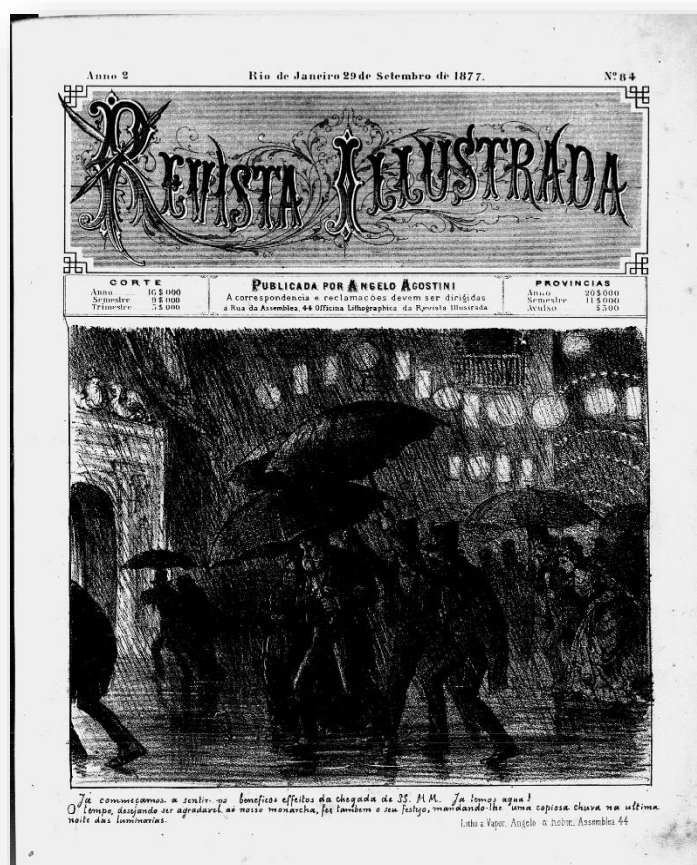 Anno 2
Rio de Janeiro 29 de Setembro de 1877.
Nº 84
REVISTA ILLUSTRADA
CORTE
Anno 16$000
Semestre 9$000
Trimestre 5$000
PUBLICADA POR ANGELO AGOSTINI
A correspondencia e reclamações devem ser dirigidas
á Rua da Assemblea, 44 Officina Lithographica da Revista Illustrada
PROVINCIAS
Anno 20$000
Semestre 11$000
Avulso $500
Já começamos a sentir os beneficos effeitos da chegada de SS. MM. Ja temos agua!
O tempo, desejando ser agradavel ao nosso monarcha, fez tambem o seu festejo, mandando-lhe uma copiosa chuva na ultima
noite das luminarias.
Lith a Vapor, Angelo & Robin, Assemblea 44